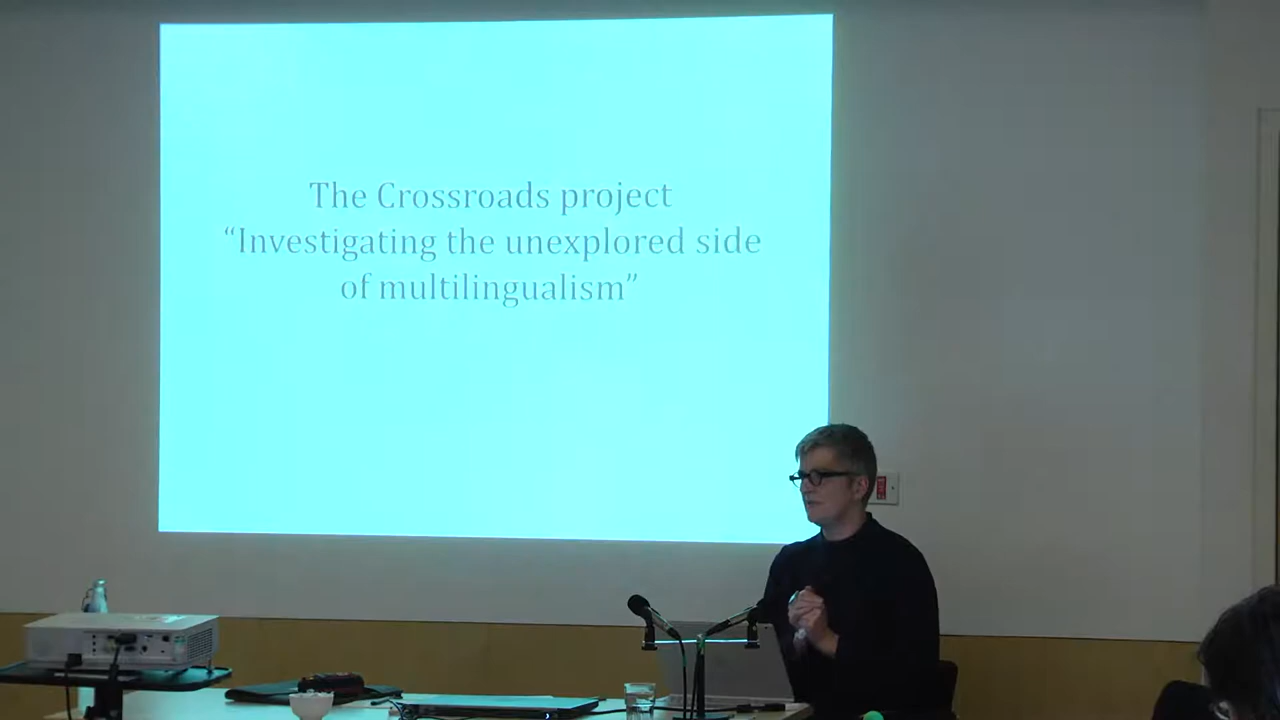 The Crossroads project
“Investigating the unexplored side
of multilingualism”